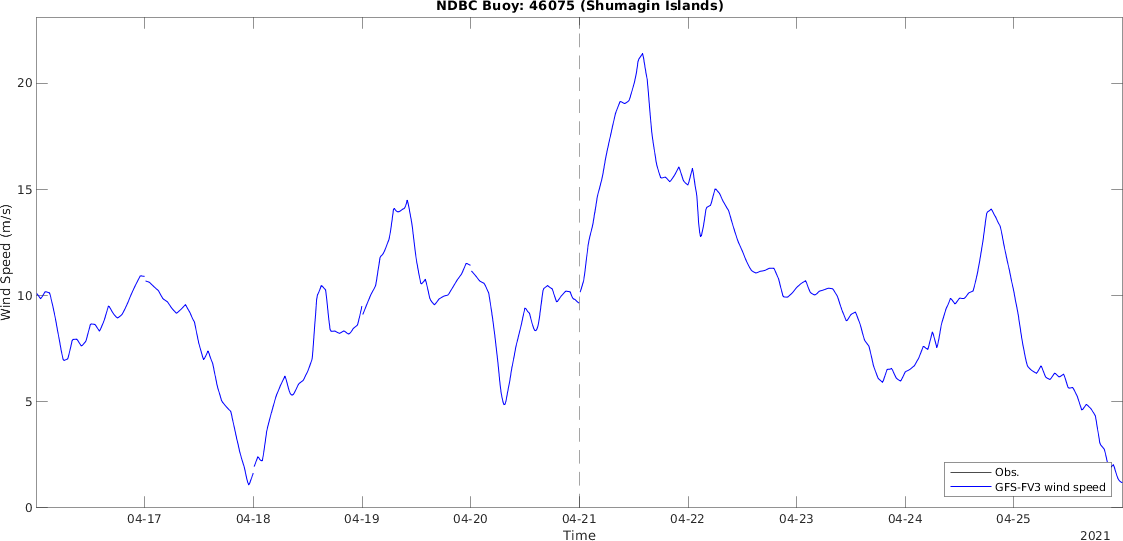 NDBC Buoy: 46075 (Shumagin Islands)
20
15
10
5
0
Wind Speed (m/s)
04-17 04-18 04-19 04-20 04-21 04-22 04-23 04-24 04-25
Time
2021
Obs.
GFS-FV3 wind speed